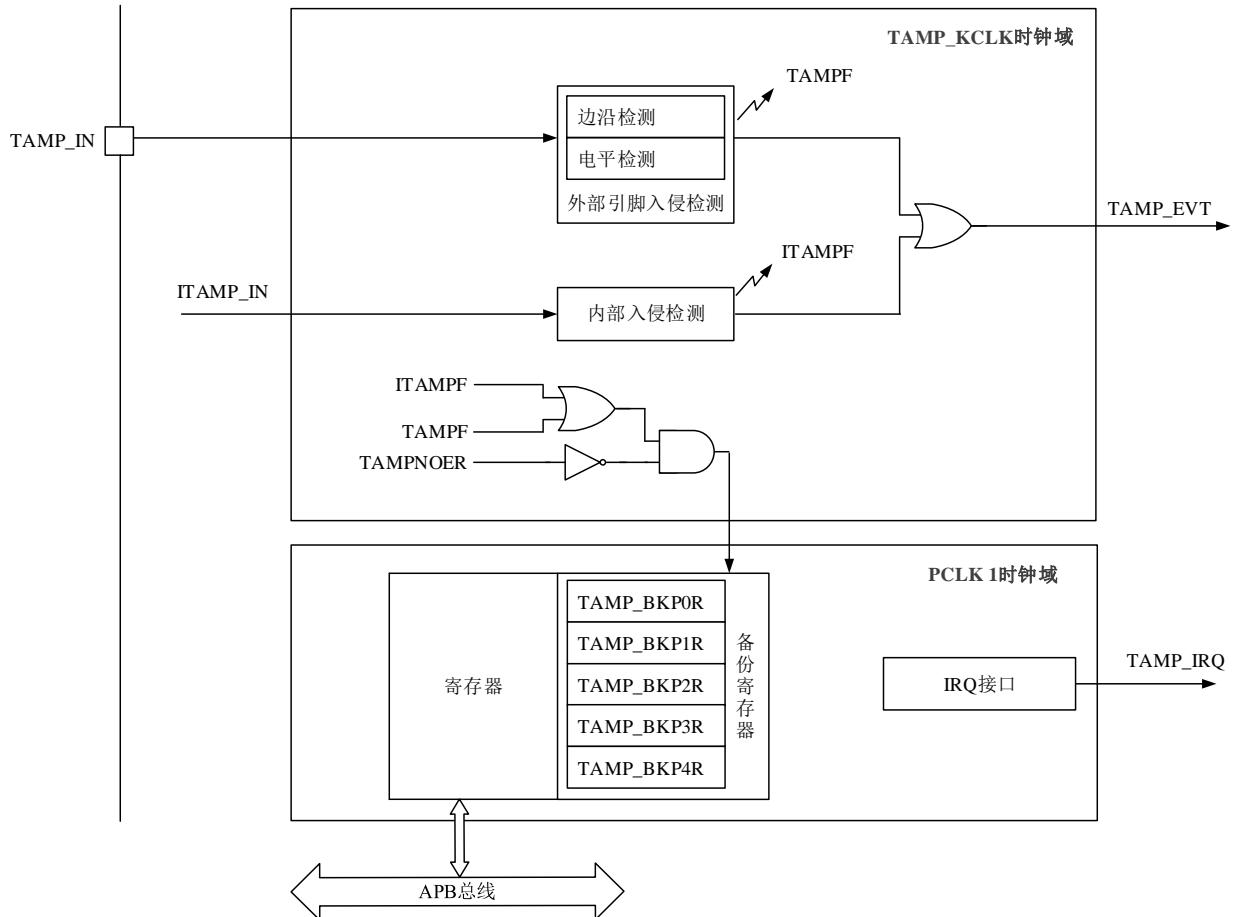 TAMP_KCLK时钟域
TAMPF
边沿检测
TAMP_IN
电平检测
外部引脚入侵检测
TAMP_EVT
ITAMPF
ITAMP_IN
内部入侵检测
ITAMPF
TAMPF
TAMPNOER
PCLK 1时钟域
TAMP_BKP0R
TAMP_BKP1R
TAMP_BKP2R
TAMP_BKP3R
TAMP_BKP4R
备份寄存器
寄存器
IRQ接口
TAMP_IRQ
APB总线